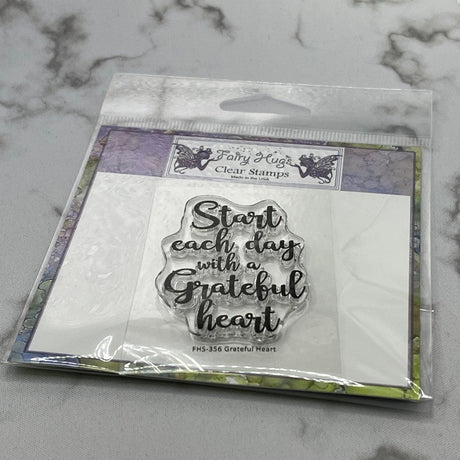 Fairy Hugs
Clear Stamps
Made in the USA
Start
each day
with a
Grateful
heart
FHS-356 Grateful Heart